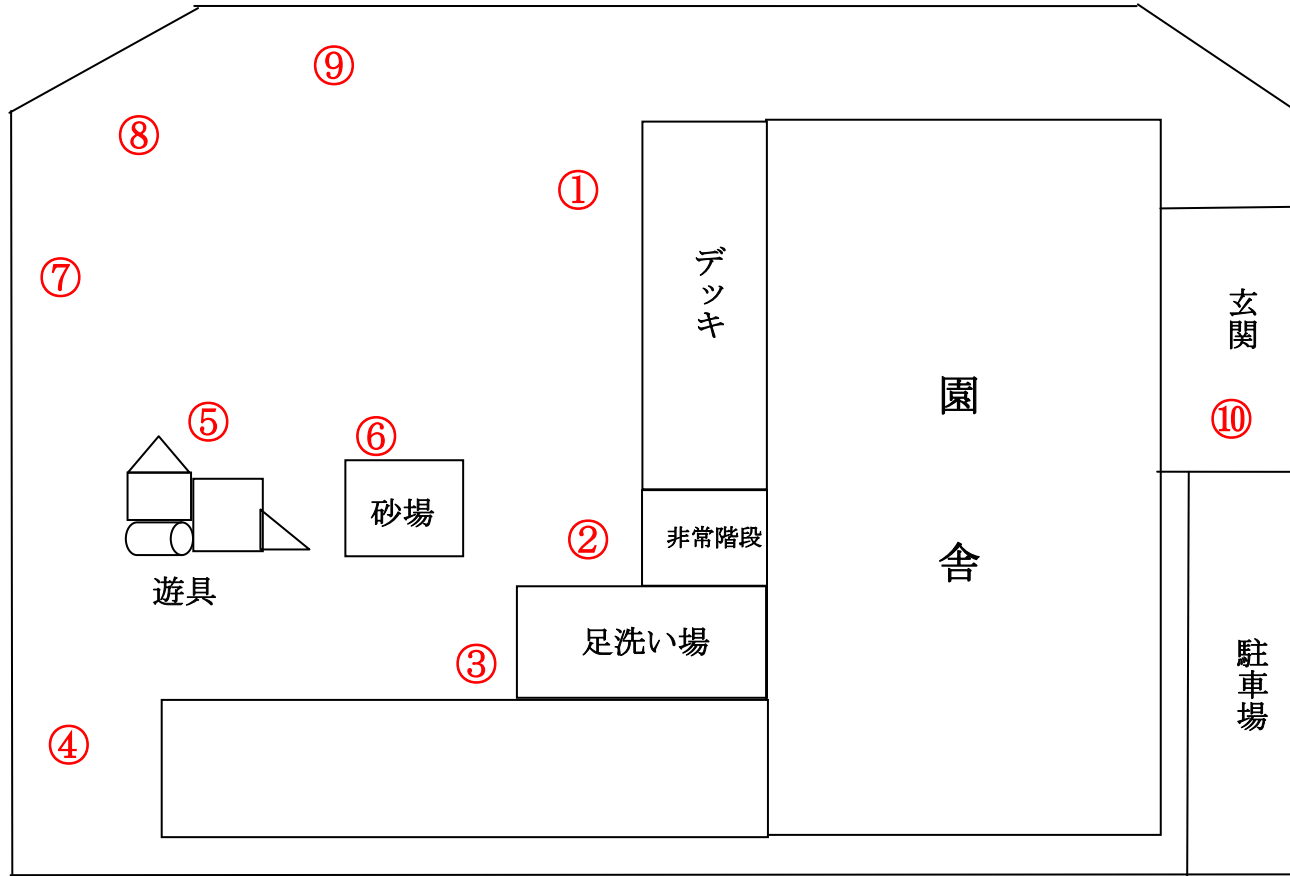 ⑨
⑧
①
⑦
デッキ
玄関
園舎
⑤
⑥
⑩
砂場
②
非常階段
遊具
足洗い場
③
駐車場
④